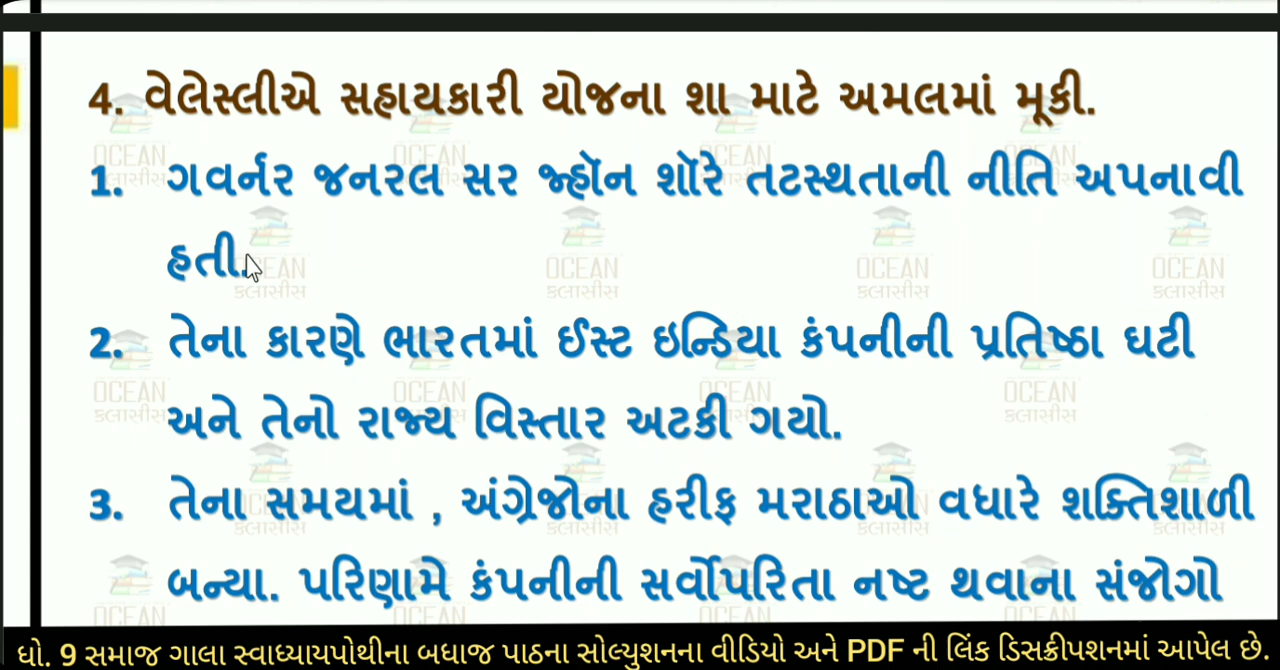 4. વેલેસ્લીએ સહાયકારી યોજના શા માટે અમલમાં મૂકી.
1. ગવર્નર જનરલ સર જ્હૉન શૉરે તટસ્થતાની નીતિ અપનાવી
હતી.
2. તેના કારણે ભારતમાં ઈસ્ટ ઇન્ડિયા કંપનીની પ્રતિષ્ઠા ઘટી
અને તેનો રાજ્ય વિસ્તાર અટકી ગયો.
3. તેના સમયમાં , અંગ્રેજોના હરીફ મરાઠાઓ વધારે શક્તિશાળી
બન્યા. પરિણામે કંપનીની સર્વોપરિતા નષ્ટ થવાના સંજોગો
ધો. 9 સમાજ ગાલા સ્વાધ્યાયપોથીના બધાજ પાઠના સોલ્યુશનના વીડિયો અને PDF ની લિંક ડિસક્રીપશનમાં આપેલ છે.
OCEAN
ક્લાસીસ